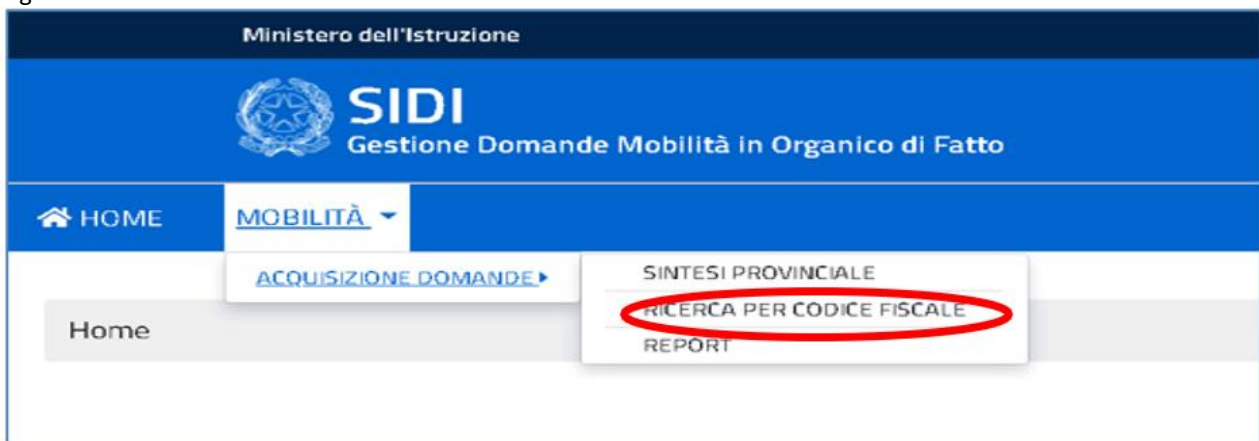 Ministero dell'Istruzione
SIDI
Gestione Domande Mobilità in Organico di Fatto
HOME MOBILITÀ
ACQUISIZIONE DOMANDE
SINTESI PROVINCIALE
RICERCA PER CODICE FISCALE
REPORT
Home